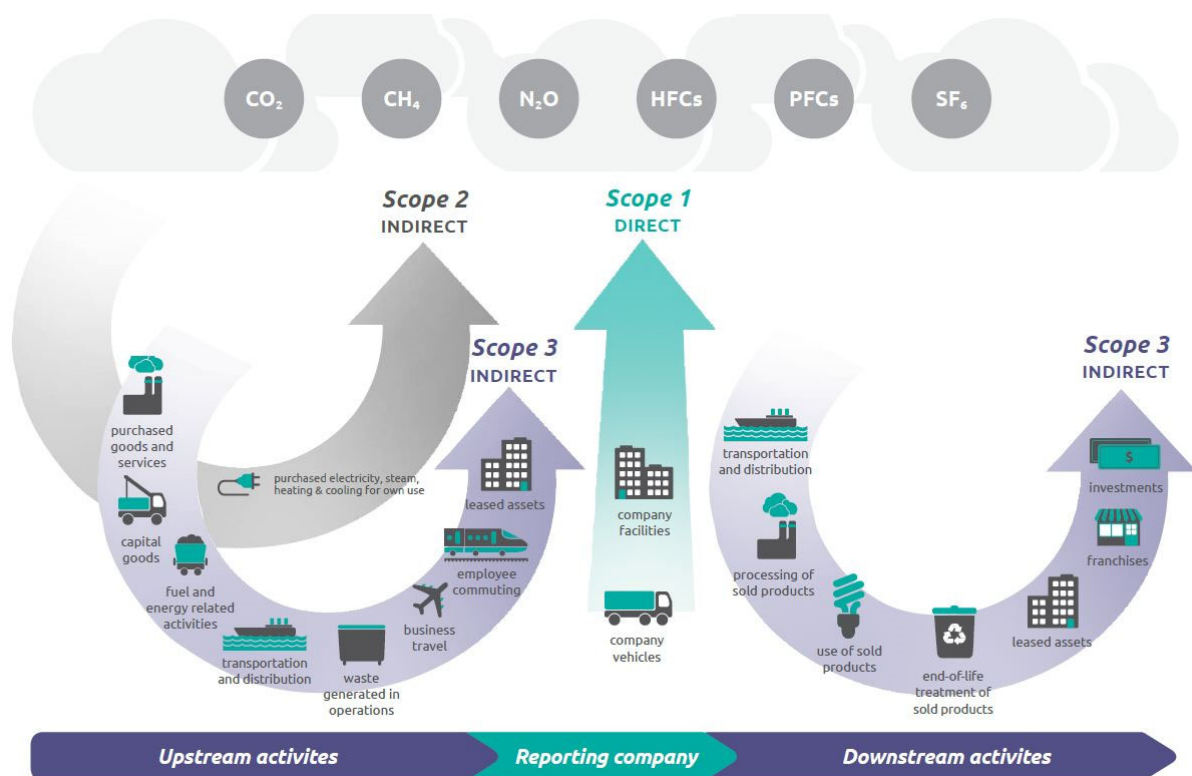 CO₂
CH₄
N₂O
HFCs
PFCs
SF₆
Scope 2
INDIRECT
Scope 1
DIRECT
Scope 3
INDIRECT
Scope 3
INDIRECT
purchased
goods and
services
capital
goods
fuel and
energy related
activities
purchased electricity, steam,
heating & cooling for own use
transportation
and distribution
waste
generated in
operations
business
travel
employee
commuting
leased assets
company
facilities
company
vehicles
transportation
and distribution
processing of
sold products
use of sold
products
end-of-life
treatment of
sold products
leased assets
franchises
$
investments
Upstream activites
Reporting company
Downstream activites